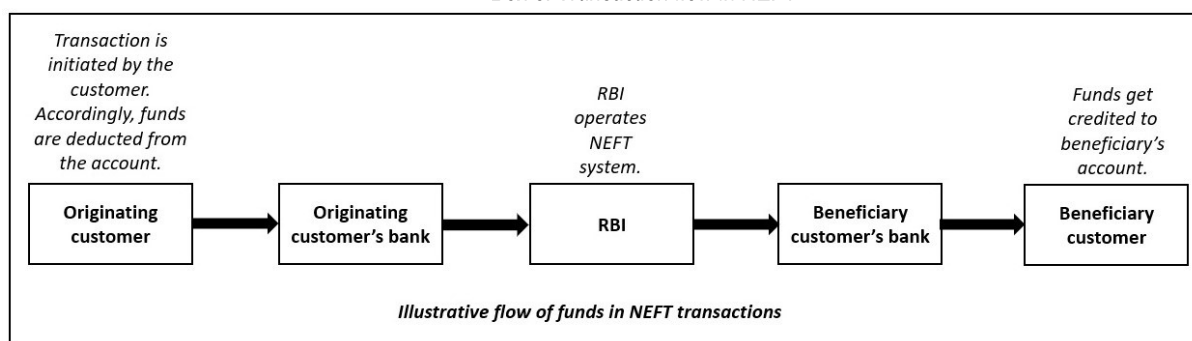 Transaction is
initiated by the
customer.
Accordingly, funds
are deducted from
the account.
RBI
operates
NEFT
system.
Funds get
credited to
beneficiary’s
account.
Originating
customer
Originating
customer’s bank
RBI
Beneficiary
customer’s bank
Beneficiary
customer
Illustrative flow of funds in NEFT transactions